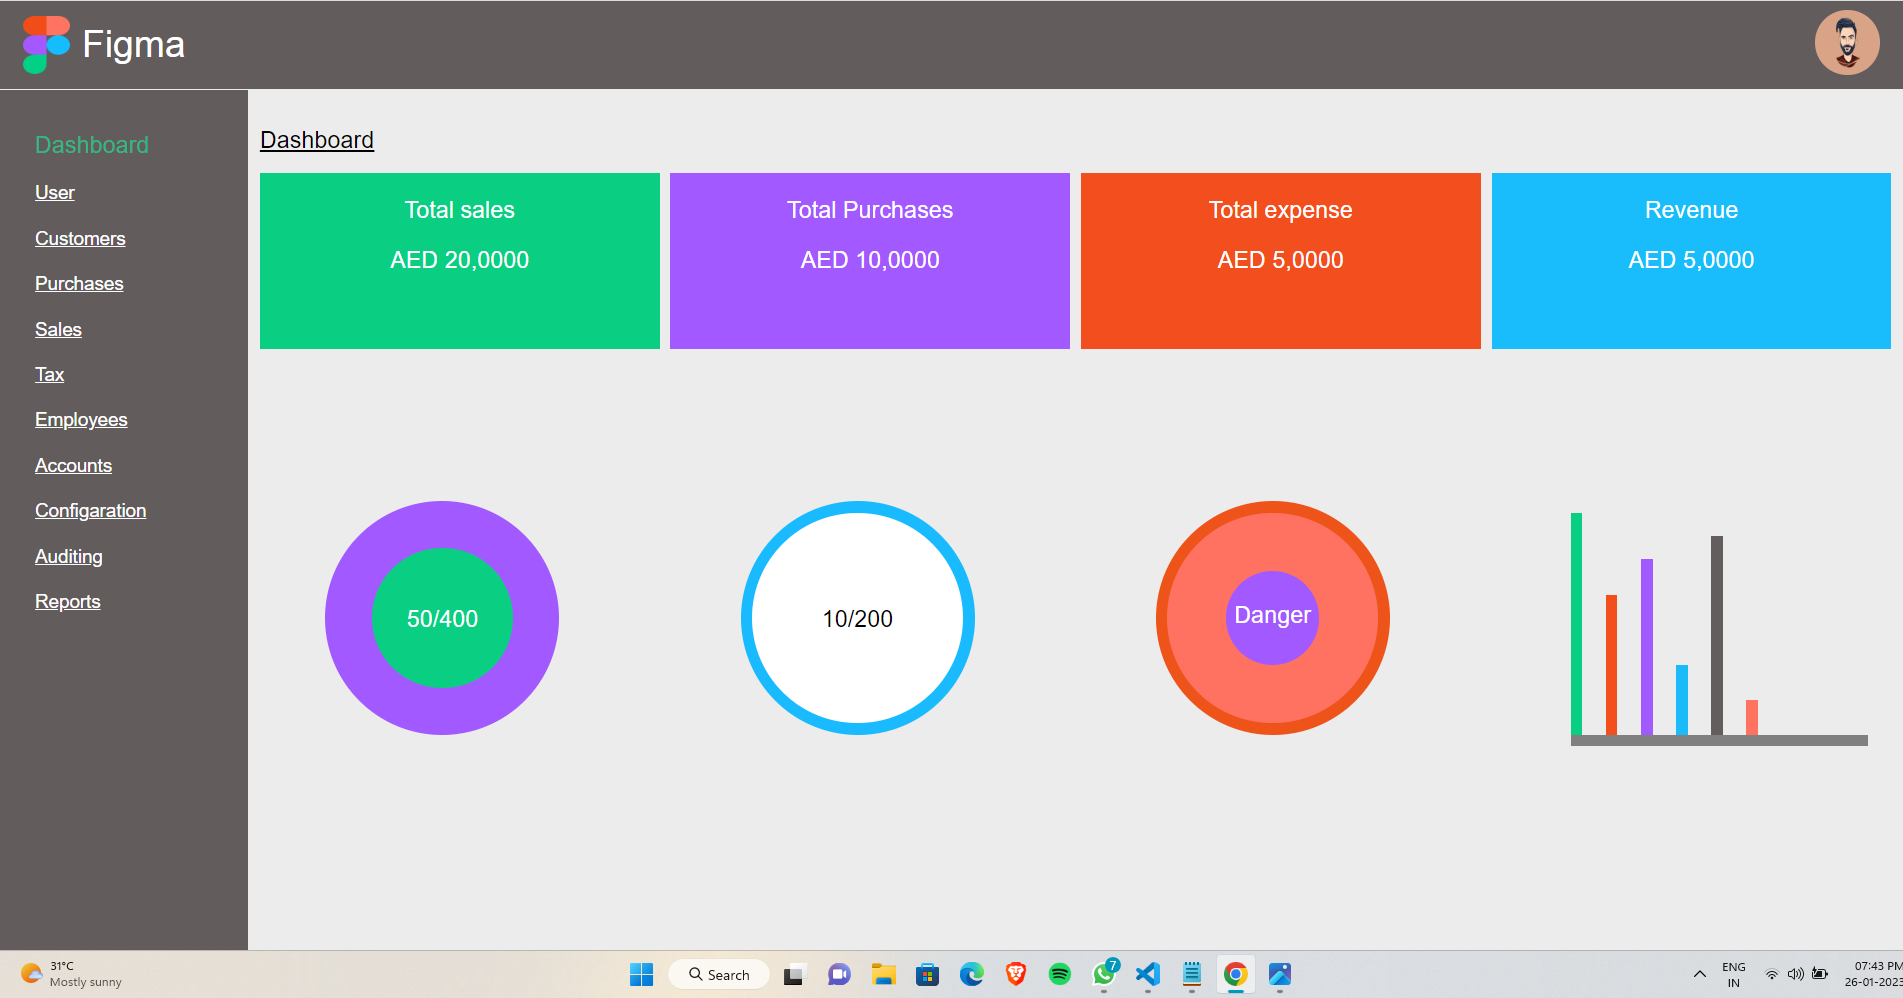 Figma
Dashboard
User
Customers
Purchases
Sales
Tax
Employees
Accounts
Configaration
Auditing
Reports
Dashboard
Total sales
AED 20,0000
Total Purchases
AED 10,0000
Total expense
AED 5,0000
Revenue
AED 5,0000
50/400
10/200
Danger
31°C
Mostly sunny
Search
7
ENG
IN
07:43 PM
26-01-202